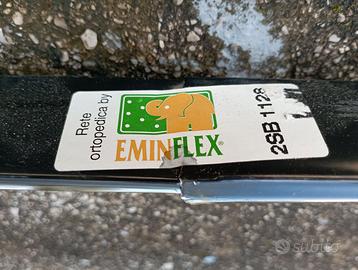 Rete
ortopedica by
EMINFLEX®
2SB 1128
subito